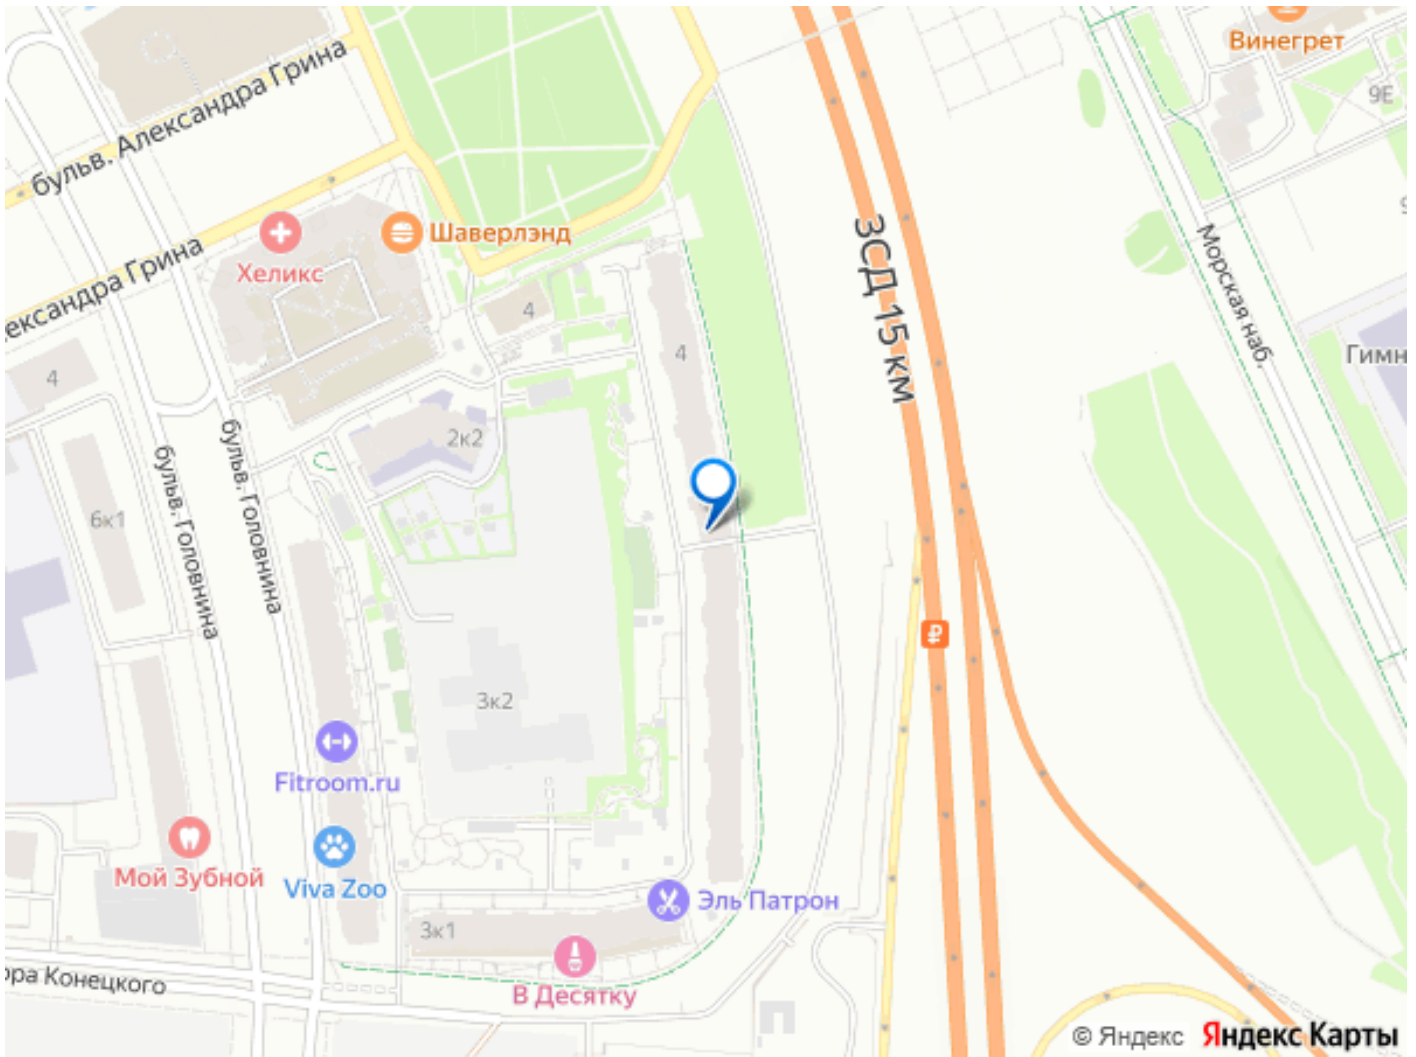 Винегрет
9Е
бульв. Александра Грина
Шаверлэнд
Хеликс
ександра Грина
Морская наб.
ЗСД 15 км
4
4
4
Гимн
2к2
6к1
бульв. Головнина
бульв. Головнина
3к2
Fitroom.ru
Мой Зубной
Viva Zoo
Эль Патрон
3к1
В Десятку
ора Конецкого
© Яндекс Яндекс Карты